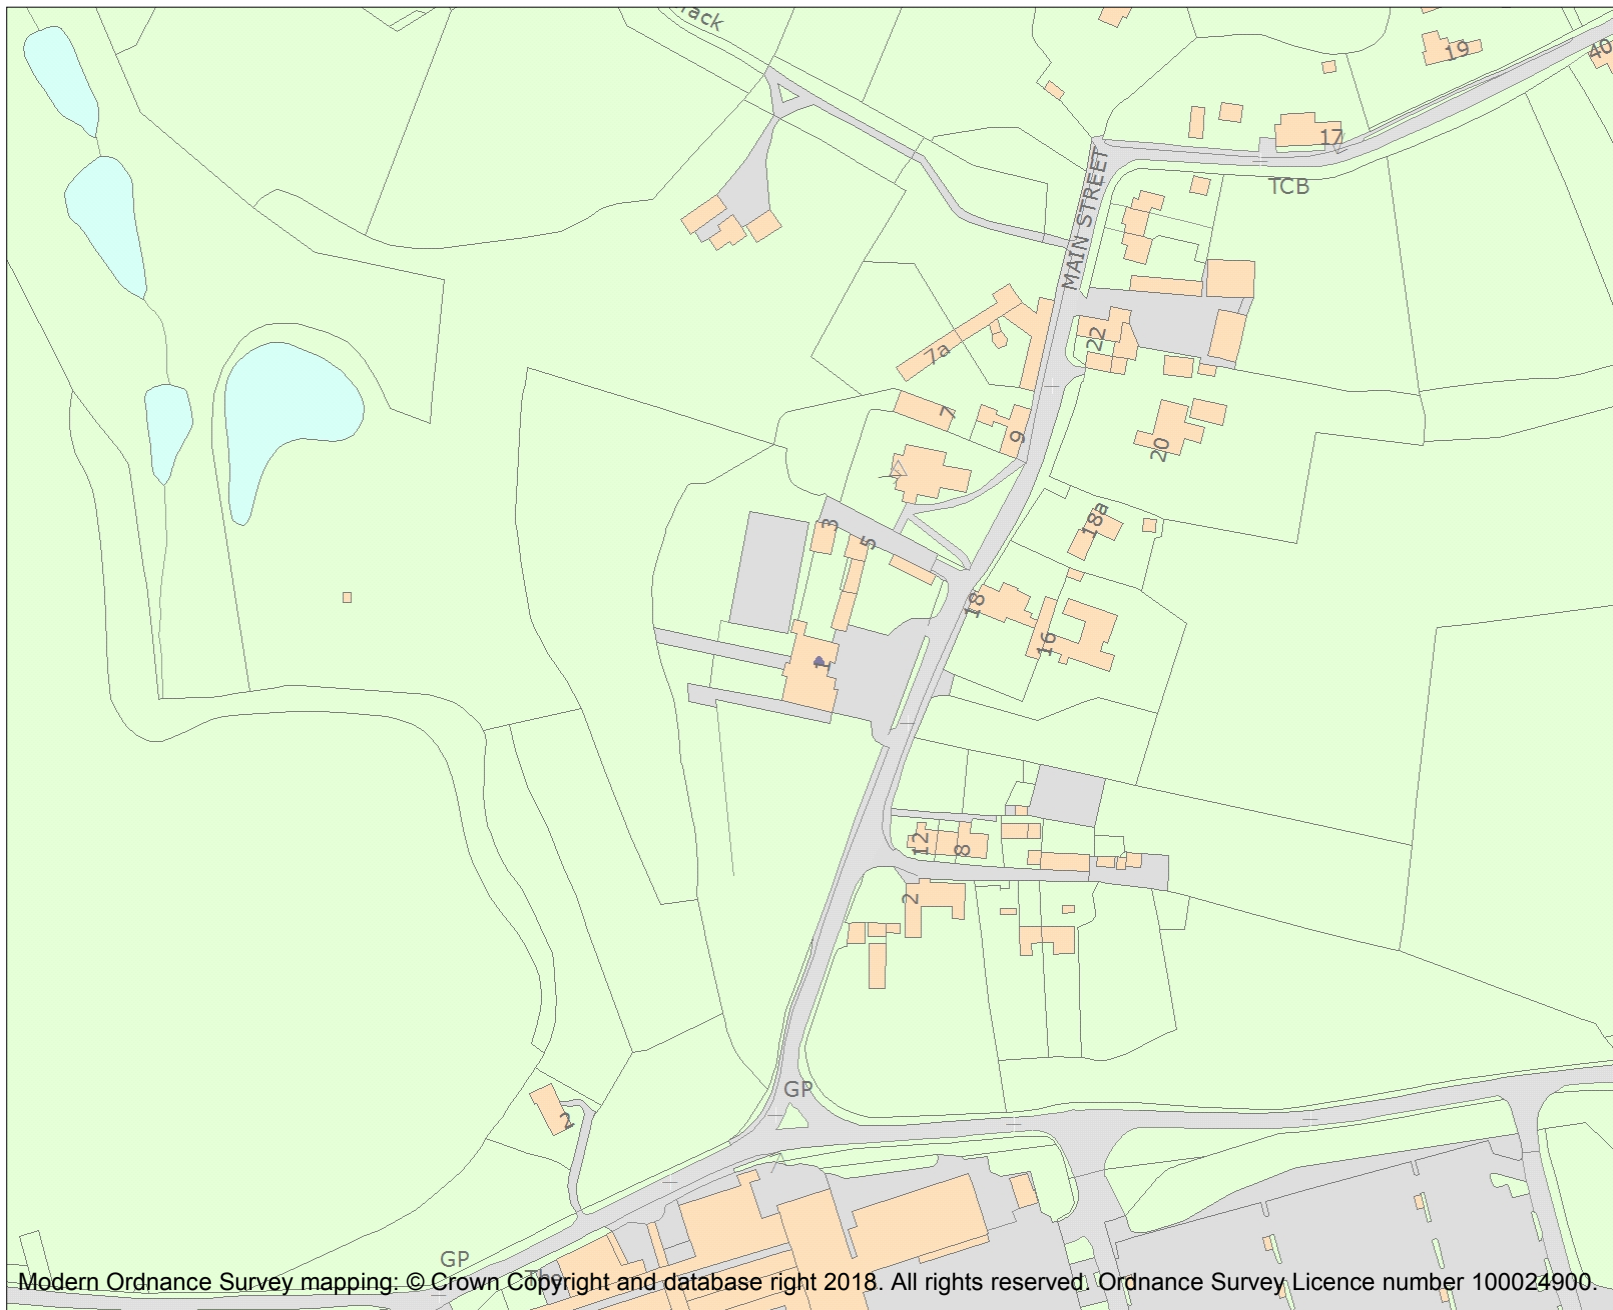 19
40
17
TCB
MAIN STREET
22
7a
7
9
20
3
5
18a
18
16
1
12
8
2
GP
2
GP
The
Modern Ordnance Survey mapping: © Crown Copyright and database right 2018. All rights reserved. Ordnance Survey Licence number 100024900.